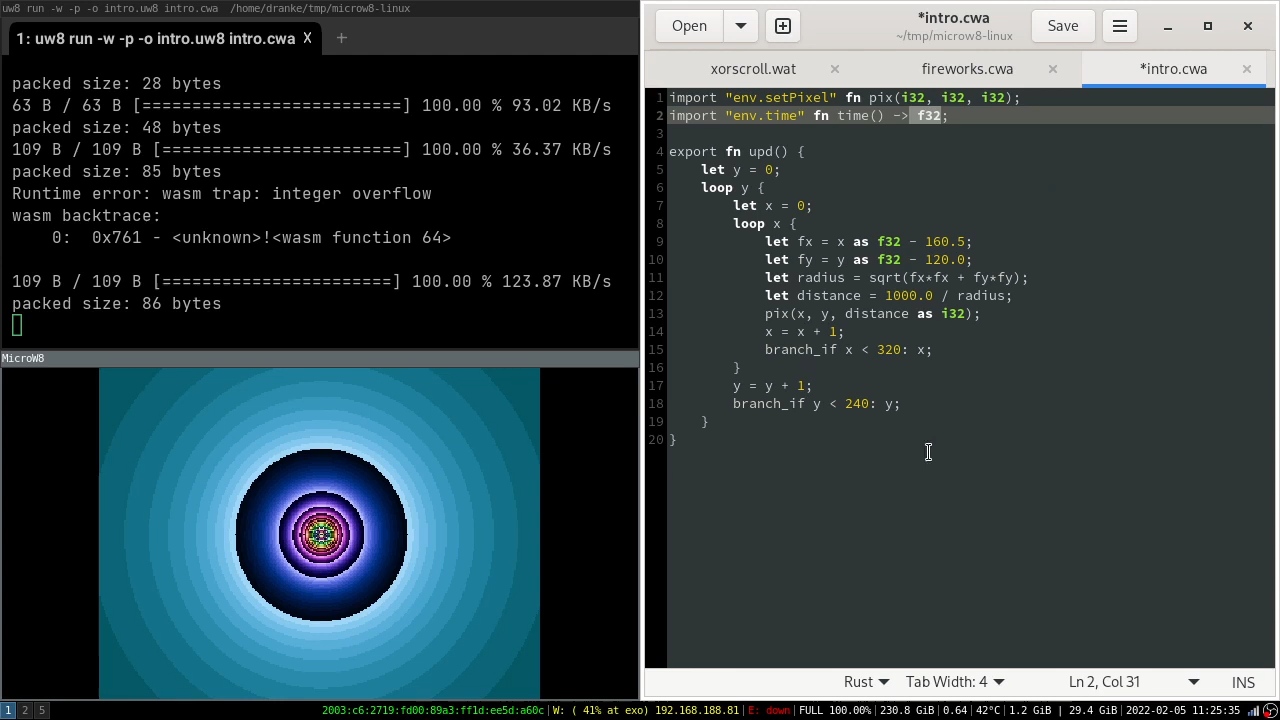 uw8 run -w -p -o intro.uw8 intro.cwa  /home/dranke/tmp/microw8-linux
1: uw8 run -w -p -o intro.uw8 intro.cwa X +
packed size: 28 bytes
63 B / 63 B [==========================] 100.00 % 93.02 KB/s
packed size: 48 bytes
109 B / 109 B [========================] 100.00 % 36.37 KB/s
packed size: 85 bytes
Runtime error: wasm trap: integer overflow
wasm backtrace:
    0:  0x761 - <unknown>!<wasm function 64>
109 B / 109 B [=======================] 100.00 % 123.87 KB/s
packed size: 86 bytes
MicroW8
Open
*intro.cwa
~/tmp/microw8-linux
Save
xorscroll.wat × fireworks.cwa × *intro.cwa ×
1 import "env.setPixel" fn pix(i32, i32, i32);
2 import "env.time" fn time() -> f32;
3
4 export fn upd() {
5     let y = 0;
6     loop y {
7         let x = 0;
8         loop x {
9             let fx = x as f32 - 160.5;
10             let fy = y as f32 - 120.0;
11             let radius = sqrt(fx*fx + fy*fy);
12             let distance = 1000.0 / radius;
13             pix(x, y, distance as i32);
14             x = x + 1;
15             branch_if x < 320: x;
16         }
17         y = y + 1;
18         branch_if y < 240: y;
19     }
20 }
Rust Tab Width: 4 Ln 2, Col 31 INS
1 2 5 2003:c6:2719:fd00:89a3:ff1d:ee5d:a60c|W: ( 41% at exo) 192.168.188.81|E: down|FULL 100.00%|230.8 GiB|0.64|42°C|1.2 GiB | 29.4 GiB|2022-02-05 11:25:35